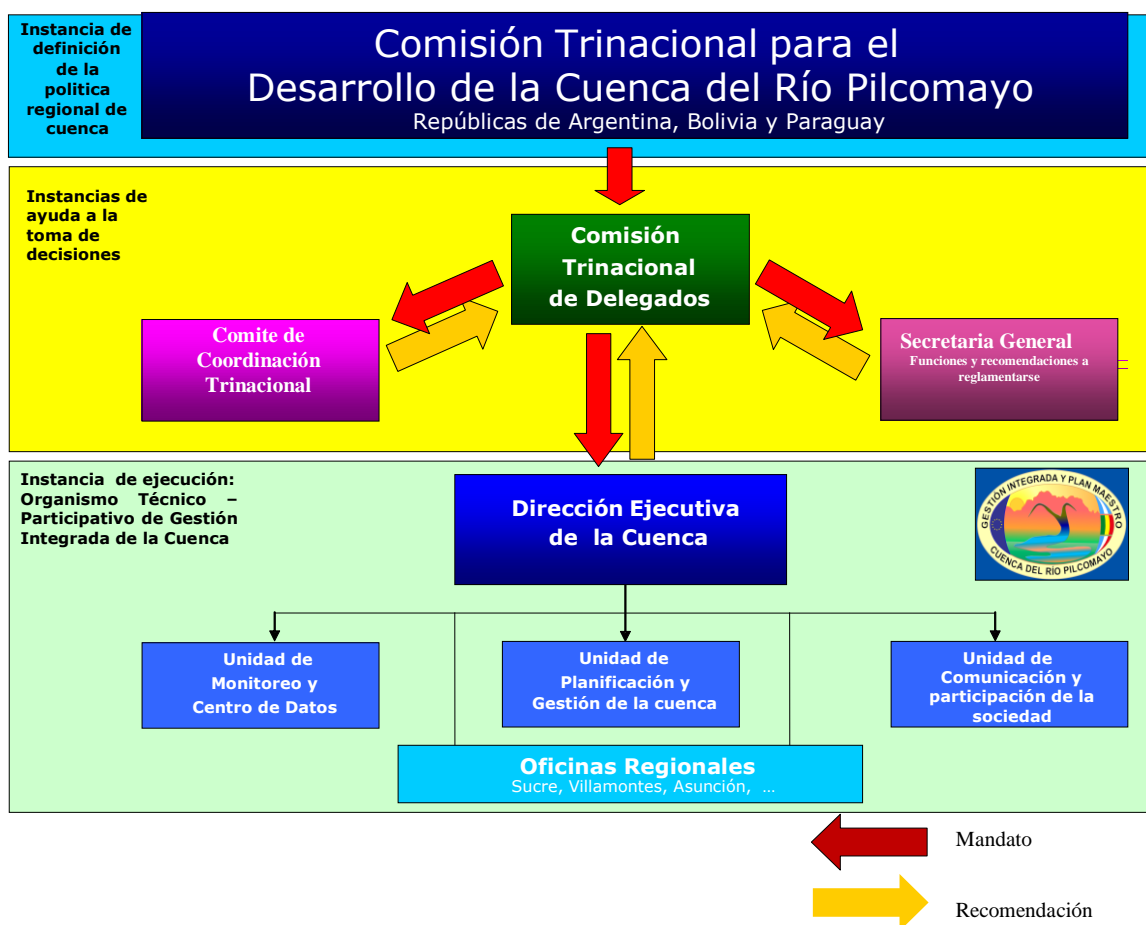 Instancia de
definición
de la
politica
regional de
cuenca
Comisión Trinacional para el
Desarrollo de la Cuenca del Río Pilcomayo
Repúblicas de Argentina, Bolivia y Paraguay
Instancias de
ayuda a la
toma de
decisiones
Comisión
Trinacional
de Delegados
Comite de
Coordinación
Trinacional
Secretaria General
Funciones y recomendaciones a
reglamentarse
Instancia de ejecución:
Organismo Técnico –
Participativo de Gestión
Integrada de la Cuenca
Dirección Ejecutiva
de la Cuenca
GESTIÓN INTEGRADA Y PLAN MAESTRO
CUENCA DEL RÍO PILCOMAYO
Unidad de
Monitoreo y
Centro de Datos
Unidad de
Planificación y
Gestión de la cuenca
Unidad de
Comunicación y
participación de la
sociedad
Oficinas Regionales
Sucre, Villamontes, Asunción, ...
Mandato
Recomendación